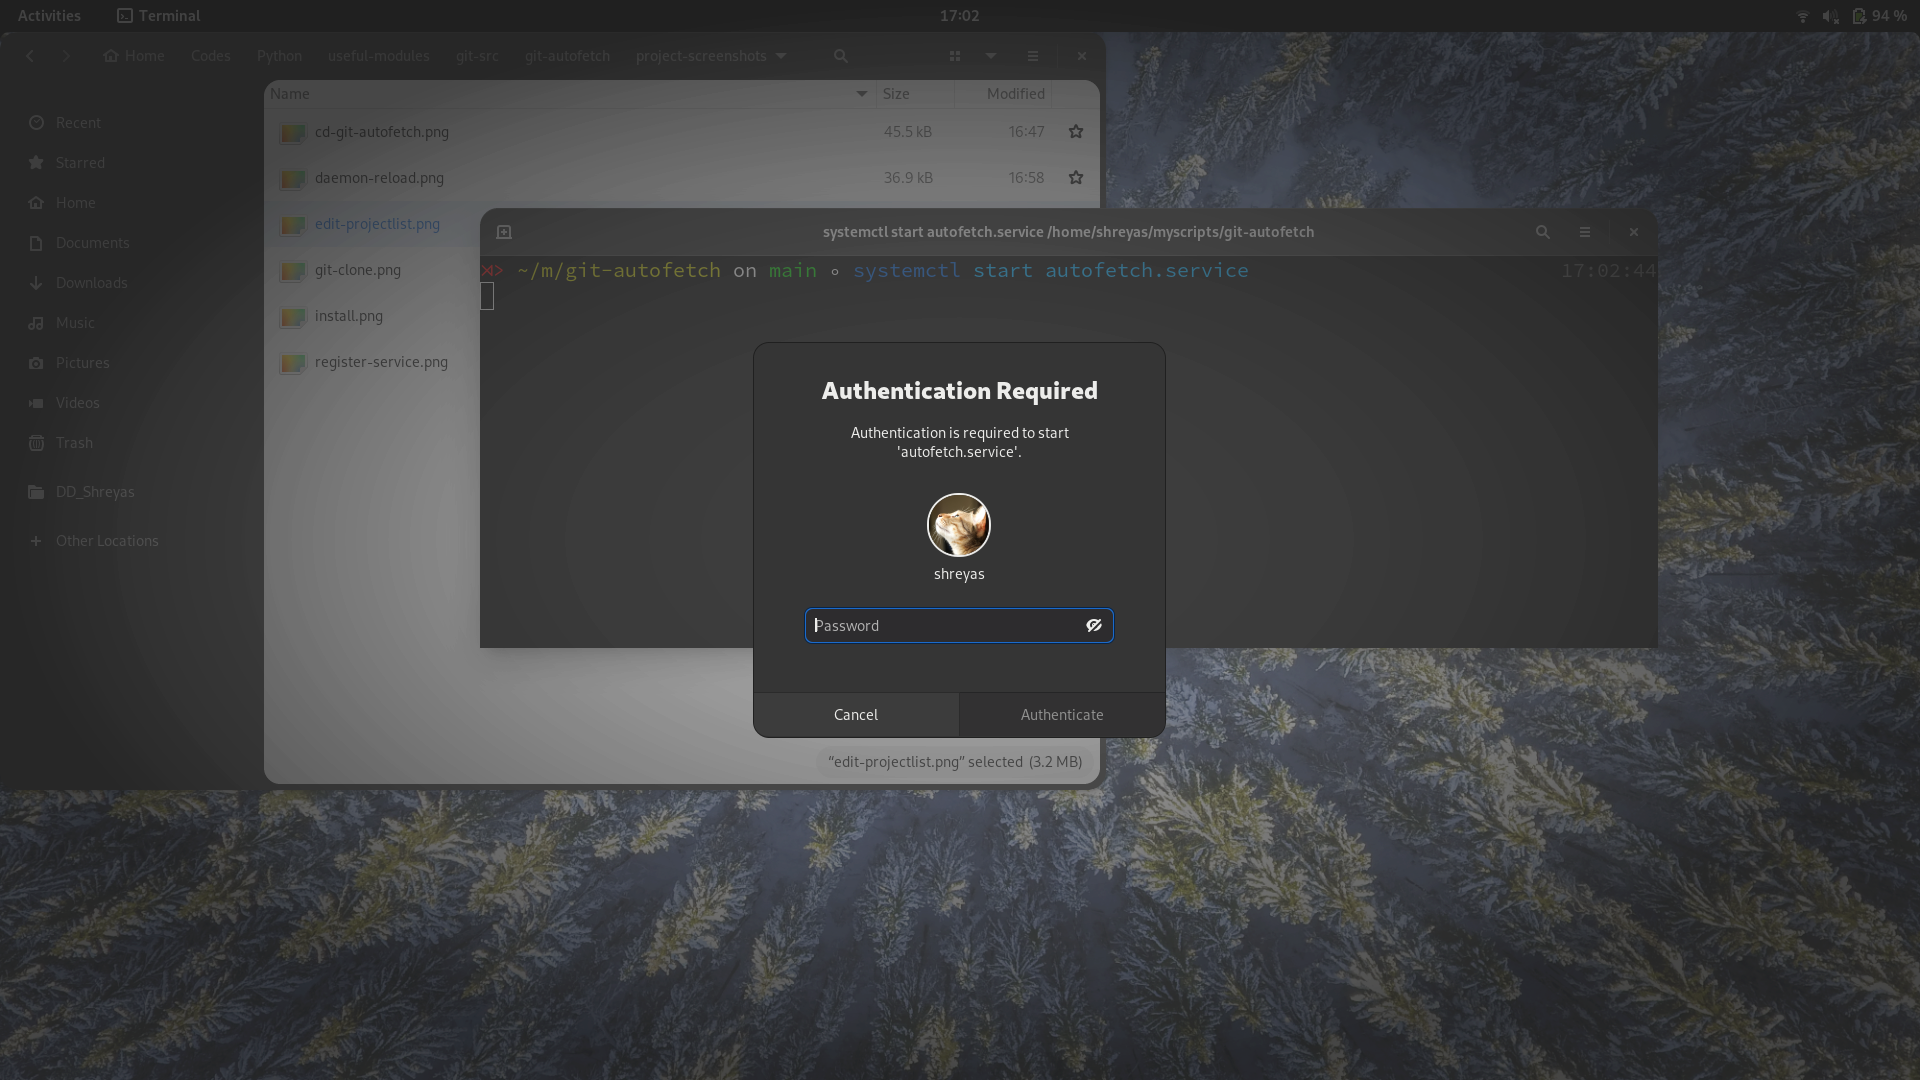 Activities
Terminal
17:02
94 %
Home
Codes
Python
useful-modules
git-src
git-autofetch
project-screenshots
Recent
Starred
Home
Documents
Downloads
Music
Pictures
Videos
Trash
DD_Shreyas
Other Locations
Name Size Modified
cd-git-autofetch.png 45.5 kB 16:47
daemon-reload.png 36.9 kB 16:58
edit-projectlist.png
git-clone.png
install.png
register-service.png
“edit-projectlist.png” selected (3.2 MB)
systemctl start autofetch.service /home/shreyas/myscripts/git-autofetch
~/m/git-autofetch on main ∘ systemctl start autofetch.service 17:02:44
Authentication Required
Authentication is required to start
'autofetch.service'.
shreyas
Password
Cancel
Authenticate